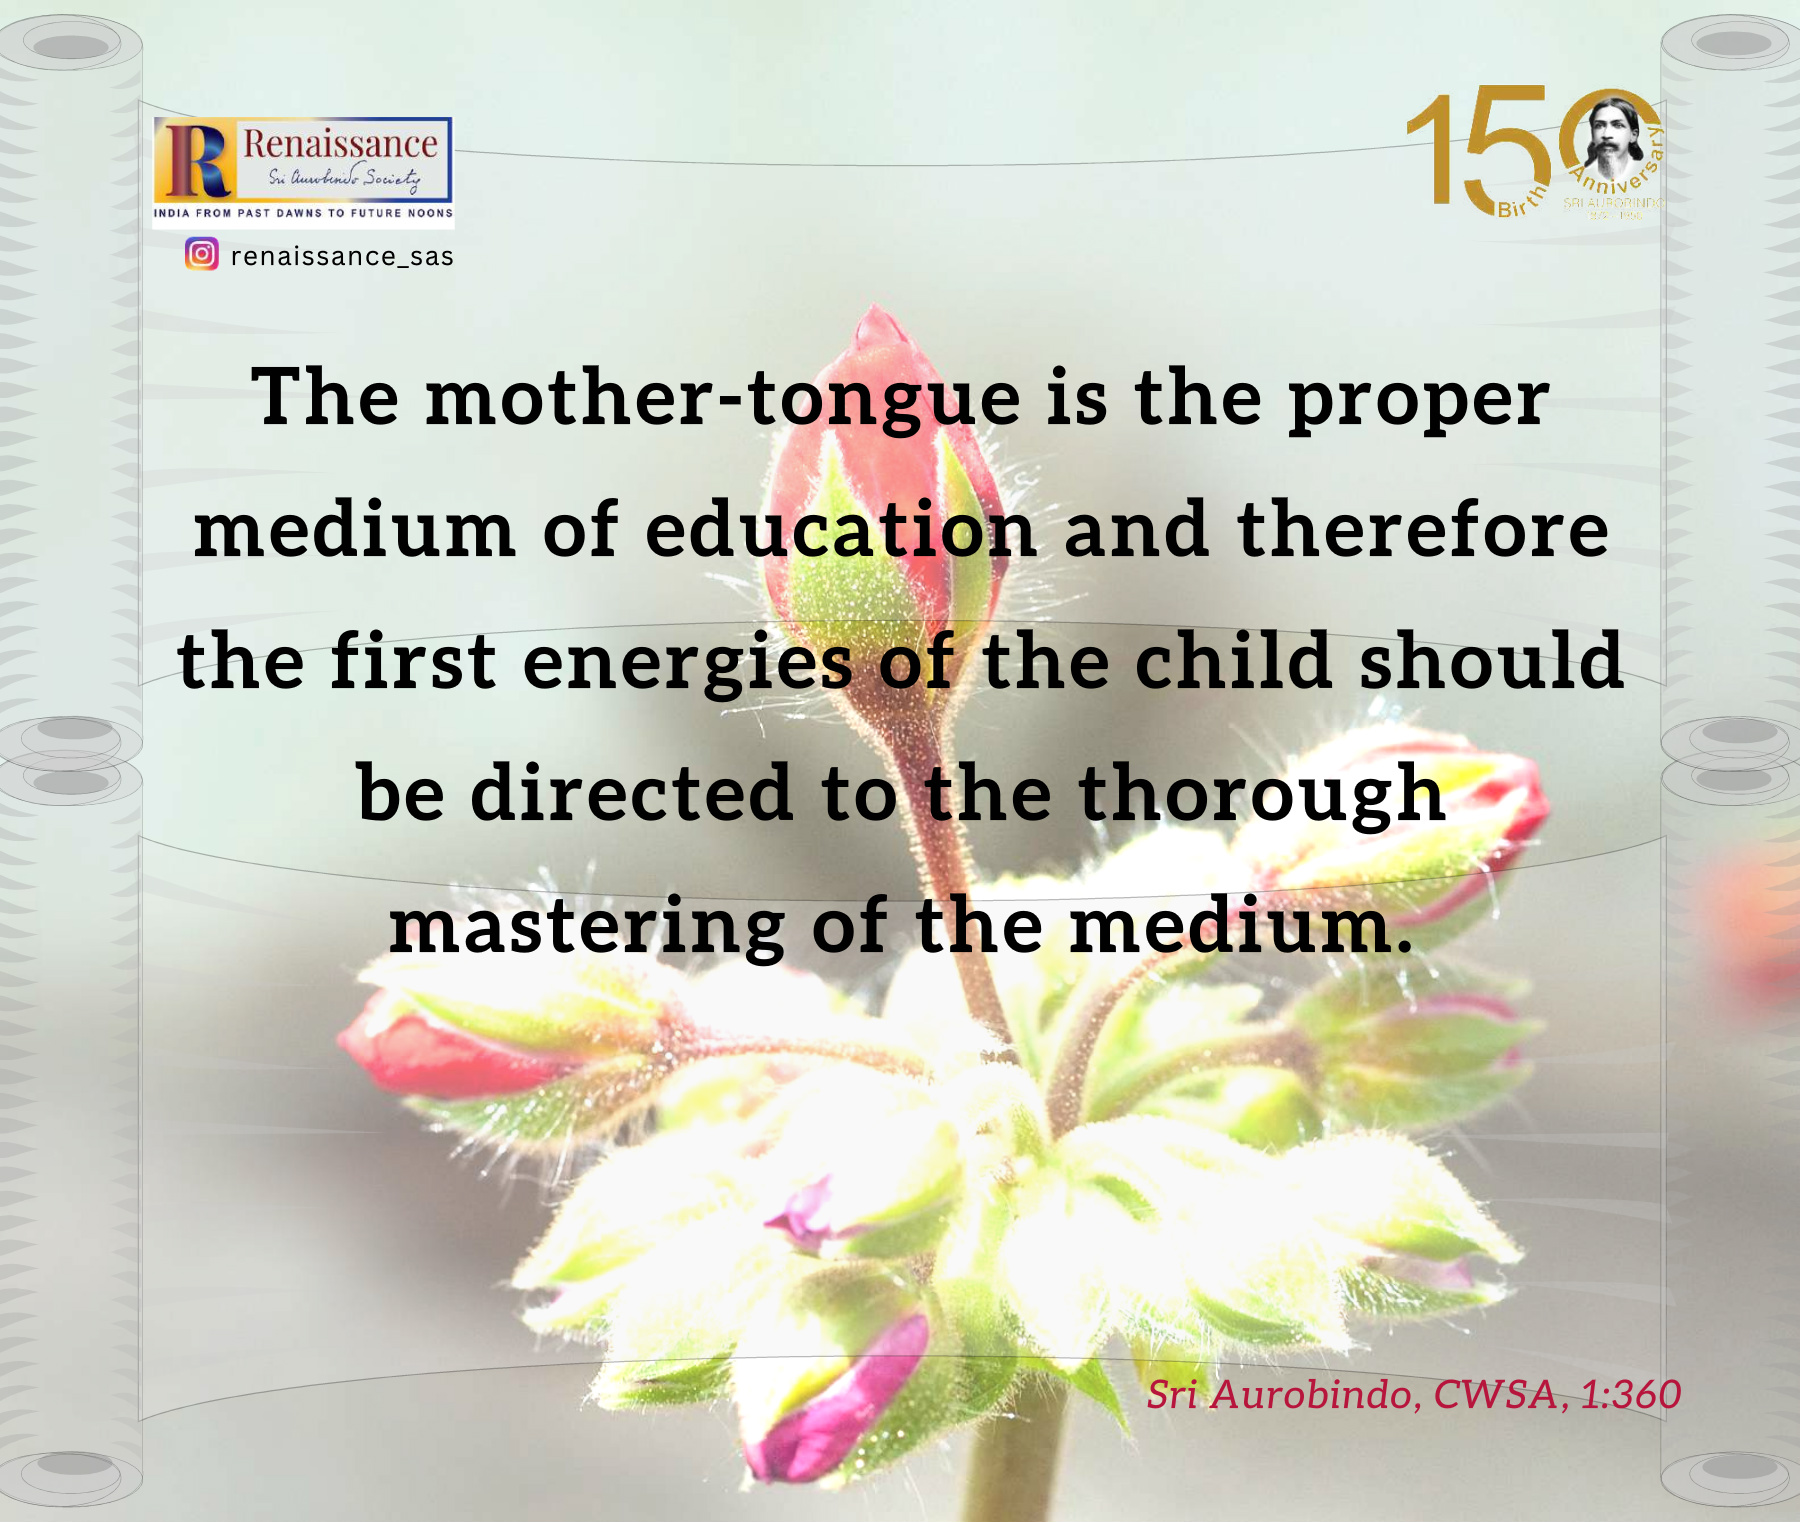 R Renaissance
Sri Aurobindo Society
INDIA FROM PAST DAWNS TO FUTURE NOONS
renaissance_sas
150
Birth Anniversary
SRI AUROBINDO
The mother-tongue is the proper
medium of education and therefore
the first energies of the child should
be directed to the thorough
mastering of the medium.
Sri Aurobindo, CWSA, 1:360